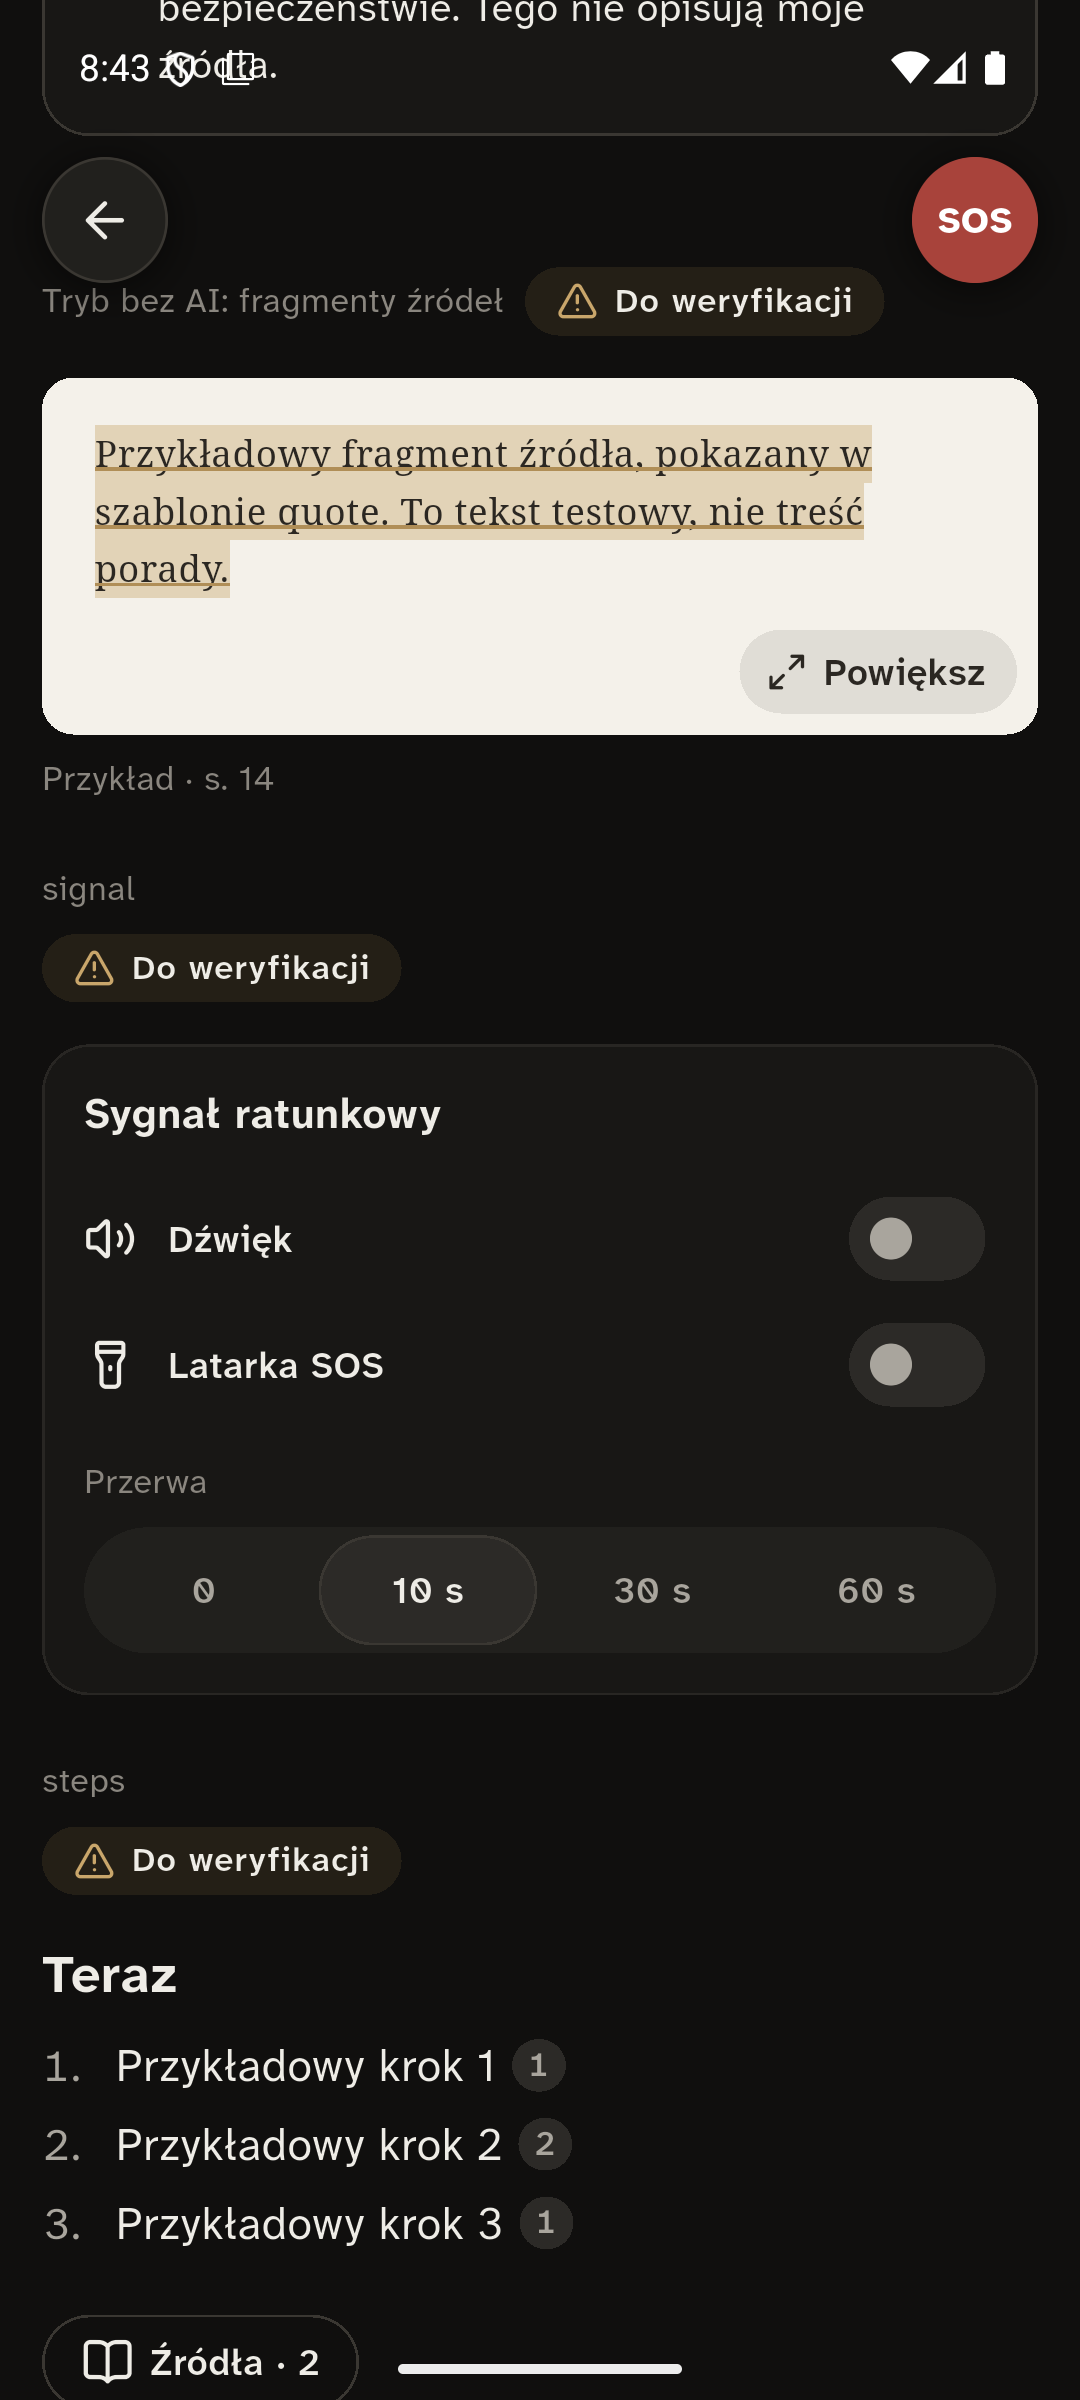 bezpieczeństwie. Tego nie opisują moje
8:43
źródła.
SOS
Tryb bez AI: fragmenty źródeł
Do weryfikacji
Przykładowy fragment źródła, pokazany w
szablonie quote. To tekst testowy, nie treść
porady.
Powiększ
Przykład · s. 14
signal
Do weryfikacji
Sygnał ratunkowy
Dźwięk
Latarka SOS
Przerwa
0 10 s 30 s 60 s
steps
Do weryfikacji
Teraz
1. Przykładowy krok 1 1
2. Przykładowy krok 2 2
3. Przykładowy krok 3 1
Źródła · 2